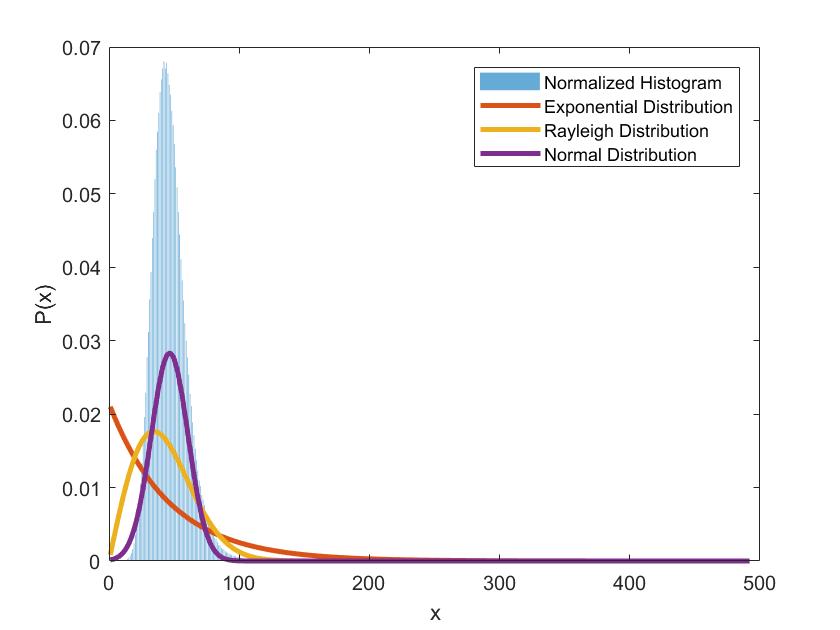 0.07
0.06
0.05
0.04
0.03
0.02
0.01
0
P(x)
Normalized Histogram
Exponential Distribution
Rayleigh Distribution
Normal Distribution
0 100 200 300 400 500
x